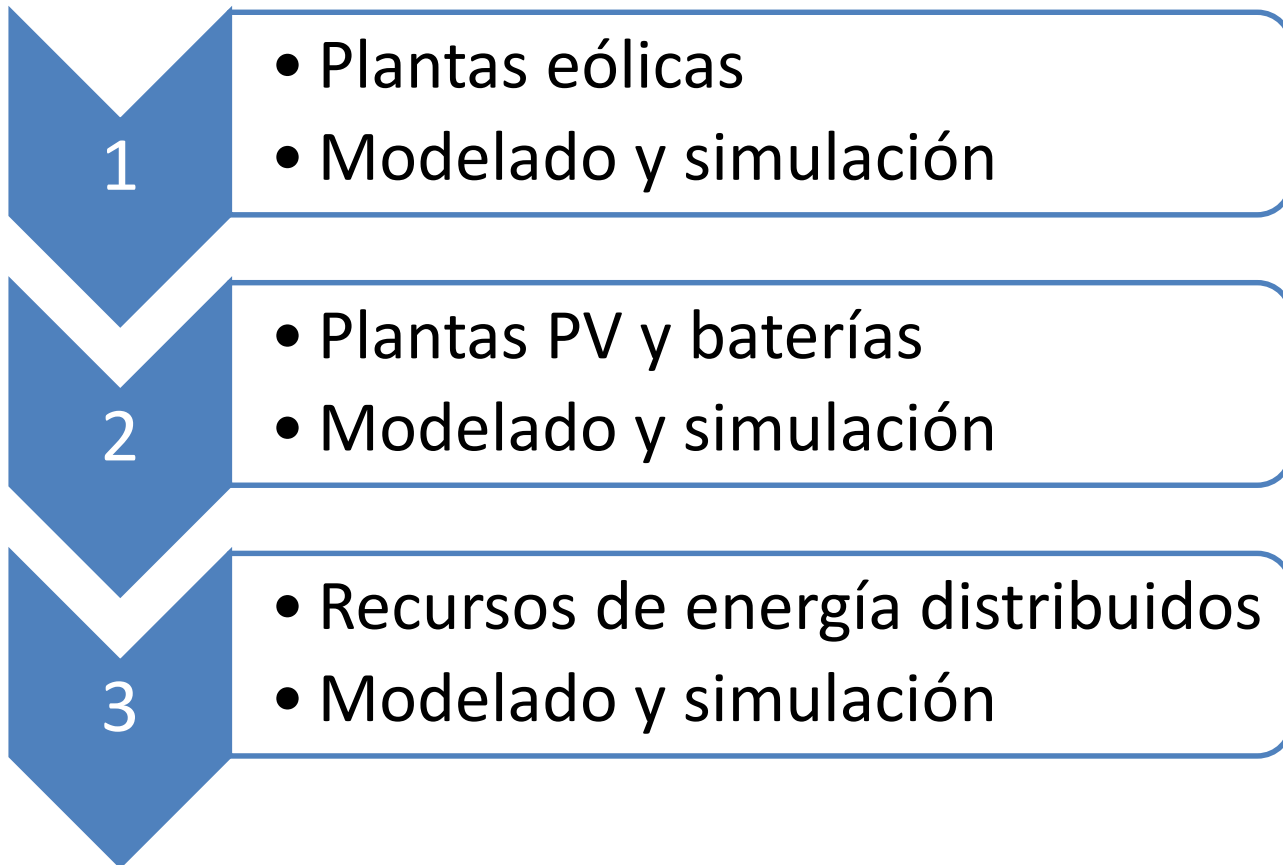 1
• Plantas eólicas
• Modelado y simulación
2
• Plantas PV y baterías
• Modelado y simulación
3
• Recursos de energía distribuidos
• Modelado y simulación